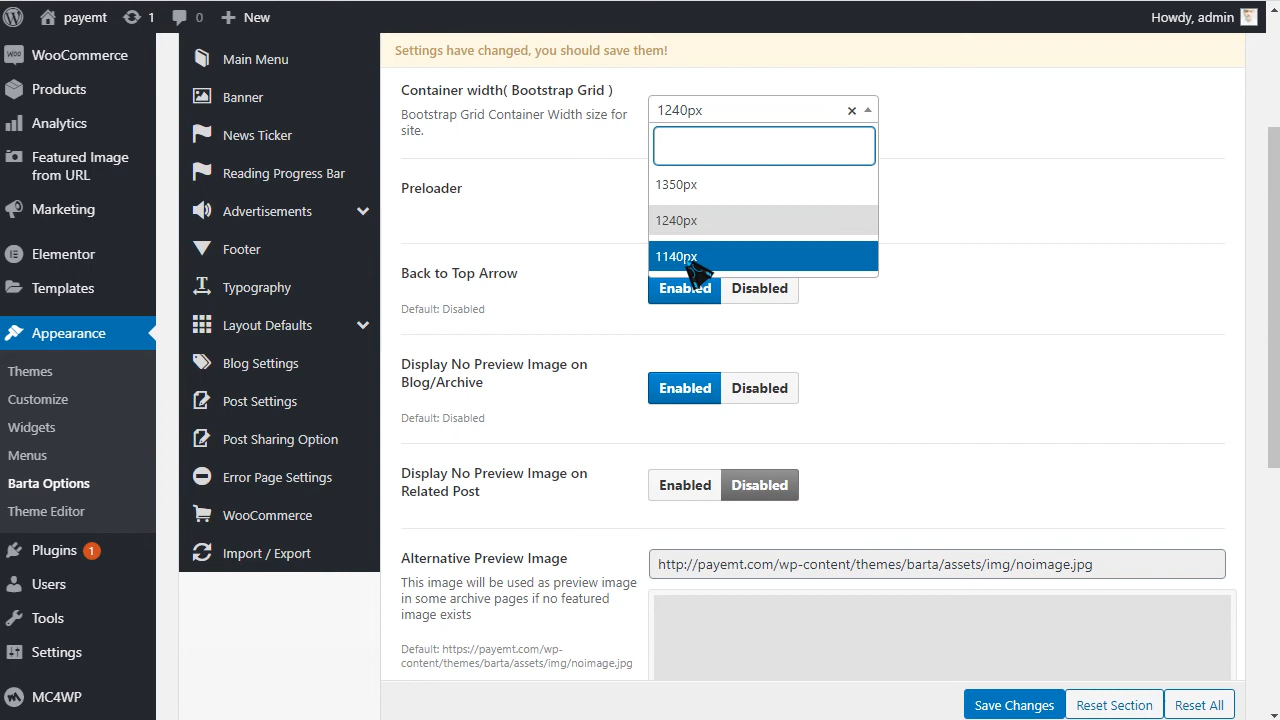 payemt
1
0
New
Howdy, admin
WooCommerce
Products
Analytics
Featured Image
from URL
Marketing
Elementor
Templates
Appearance
Themes
Customize
Widgets
Menus
Barta Options
Theme Editor
Plugins 1
Users
Tools
Settings
MC4WP
Main Menu
Banner
News Ticker
Reading Progress Bar
Advertisements
Footer
Typography
Layout Defaults
Blog Settings
Post Settings
Post Sharing Option
Error Page Settings
WooCommerce
Import / Export
Settings have changed, you should save them!
Container width( Bootstrap Grid )
Bootstrap Grid Container Width size for
site.
1240px
1350px
1240px
1140px
Preloader
Back to Top Arrow
Default: Disabled
Enabled Disabled
Display No Preview Image on
Blog/Archive
Default: Disabled
Enabled Disabled
Display No Preview Image on
Related Post
Enabled Disabled
Alternative Preview Image
This image will be used as preview image
in some archive pages if no featured
image exists
Default: https://payemt.com/wp-
content/themes/barta/assets/img/noimage.jpg
http://payemt.com/wp-content/themes/barta/assets/img/noimage.jpg
Save Changes
Reset Section
Reset All